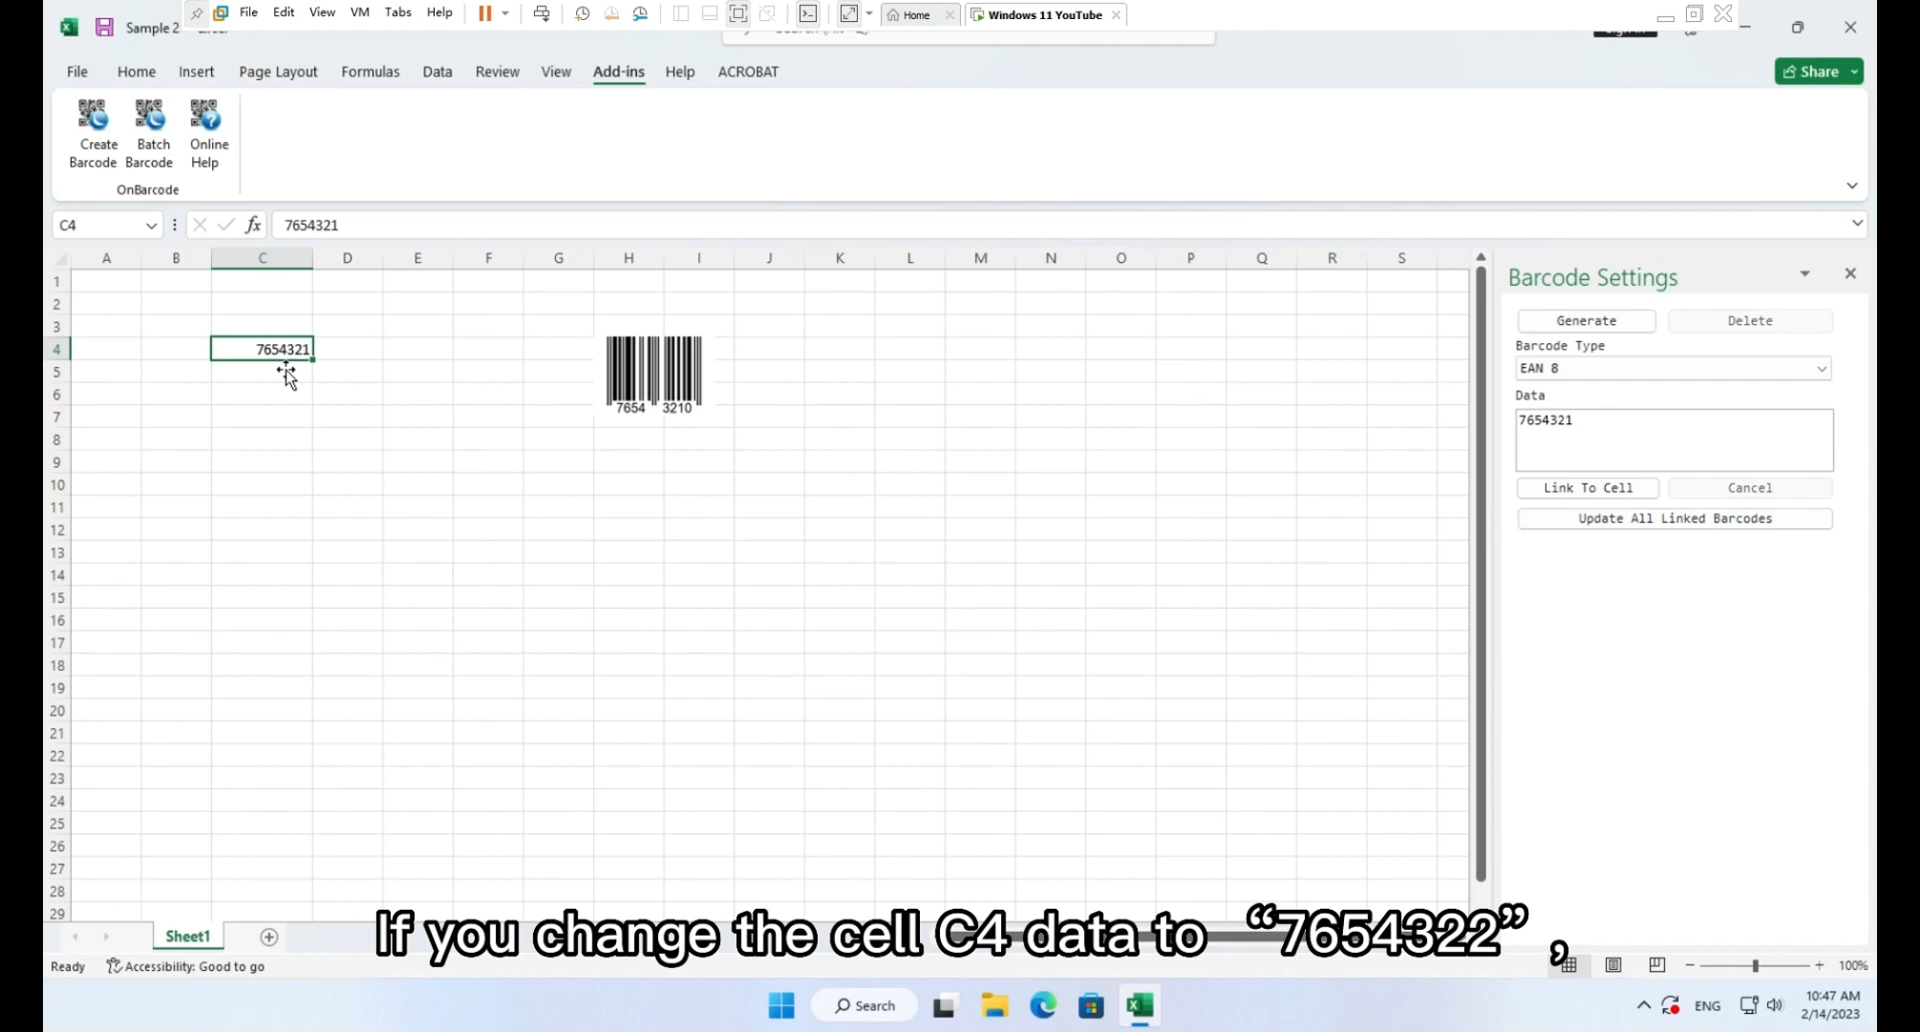 File Edit View VM Tabs Help Home Windows 11 YouTube
Sample 2
File Home Insert Page Layout Formulas Data Review View Add-ins Help ACROBAT Share
Create Barcode
Batch Barcode
Online Help
OnBarcode
C4 fx 7654321
A B C D E F G H I J K L M N O P Q R S
1
2
3
4 7654321
5
6
7
7654 3210
8
9
10
11
12
13
14
15
16
17
18
19
20
21
22
23
24
25
26
27
28
29
Barcode Settings
Generate Delete
Barcode Type
EAN 8
Data
7654321
Link To Cell Cancel
Update All Linked Barcodes
If you change the cell C4 data to “7654322”,
Sheet1
Ready Accessibility: Good to go 100%
Search ENG 10:47 AM
2/14/2023